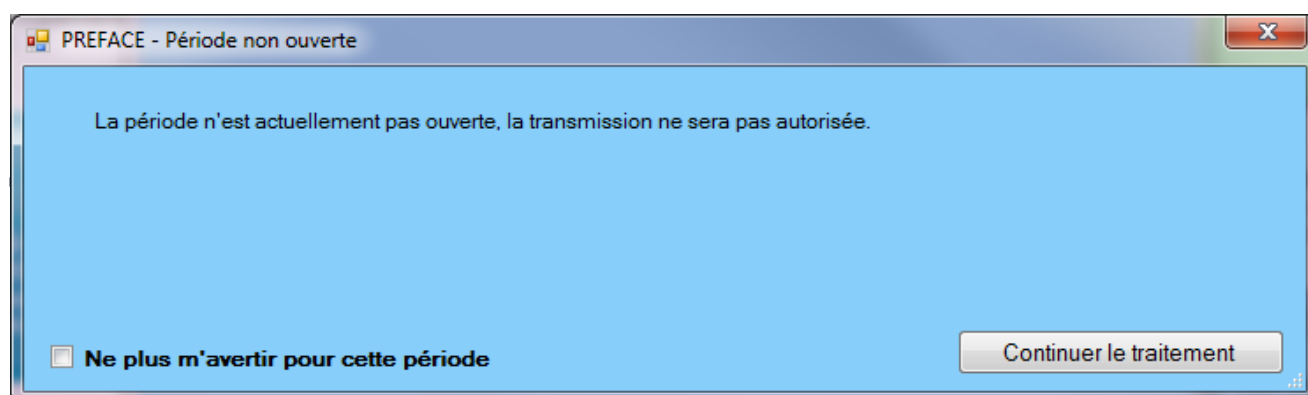 PREFACE - Période non ouverte
La période n'est actuellement pas ouverte, la transmission ne sera pas autorisée.
Ne plus m'avertir pour cette période
Continuer le traitement